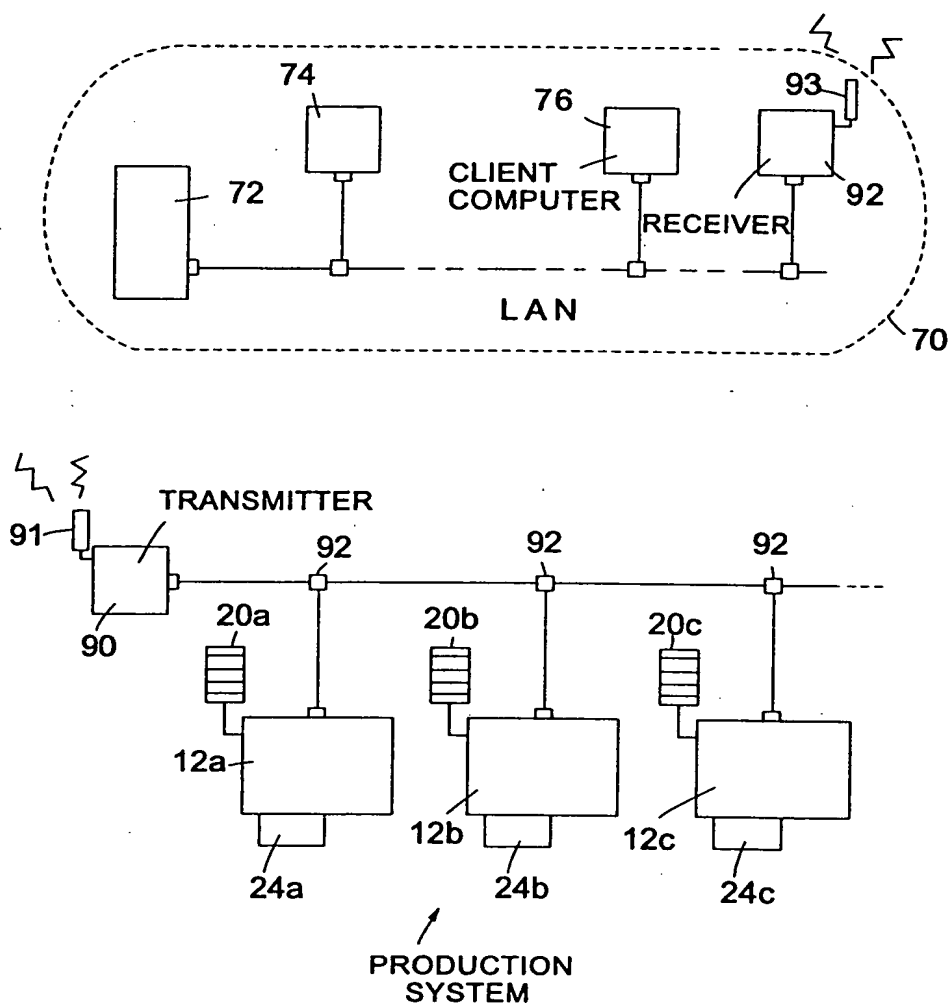 74
76
93
72
CLIENT
COMPUTER
92
RECEIVER
LAN
70
TRANSMITTER
91
92
92
92
90
20a
20b
20c
12a
12b
12c
24a
24b
24c
PRODUCTION
SYSTEM